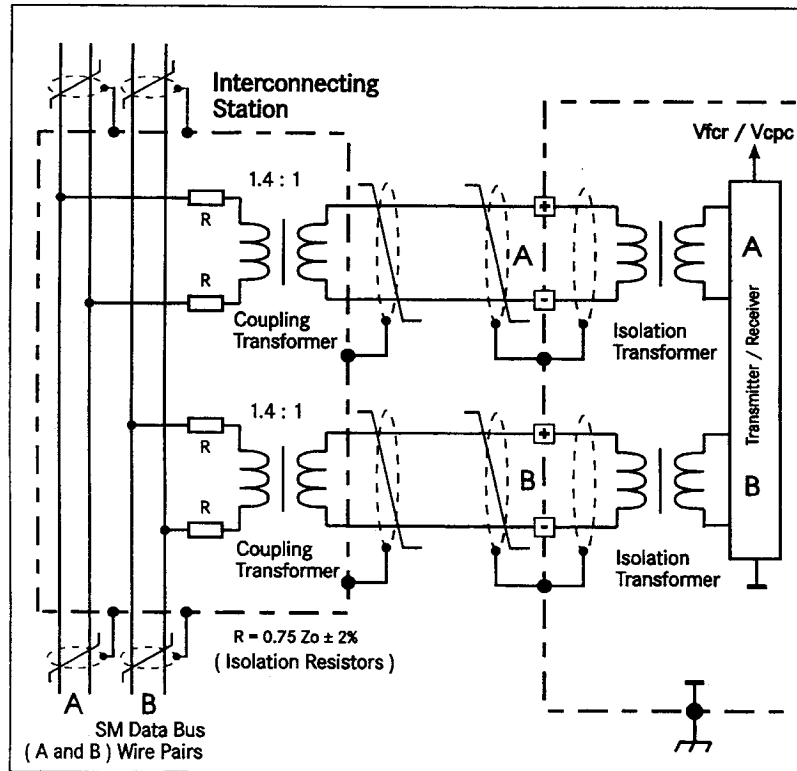 Interconnecting
Station
Vfcr / Vcpc
1.4 : 1
R
R
+
A
-
A
Coupling
Transformer
Isolation
Transformer
Transmitter / Receiver
1.4 : 1
R
R
+
B
-
B
Coupling
Transformer
Isolation
Transformer
R = 0.75 Zo ± 2%
( Isolation Resistors )
A B
SM Data Bus
( A and B ) Wire Pairs